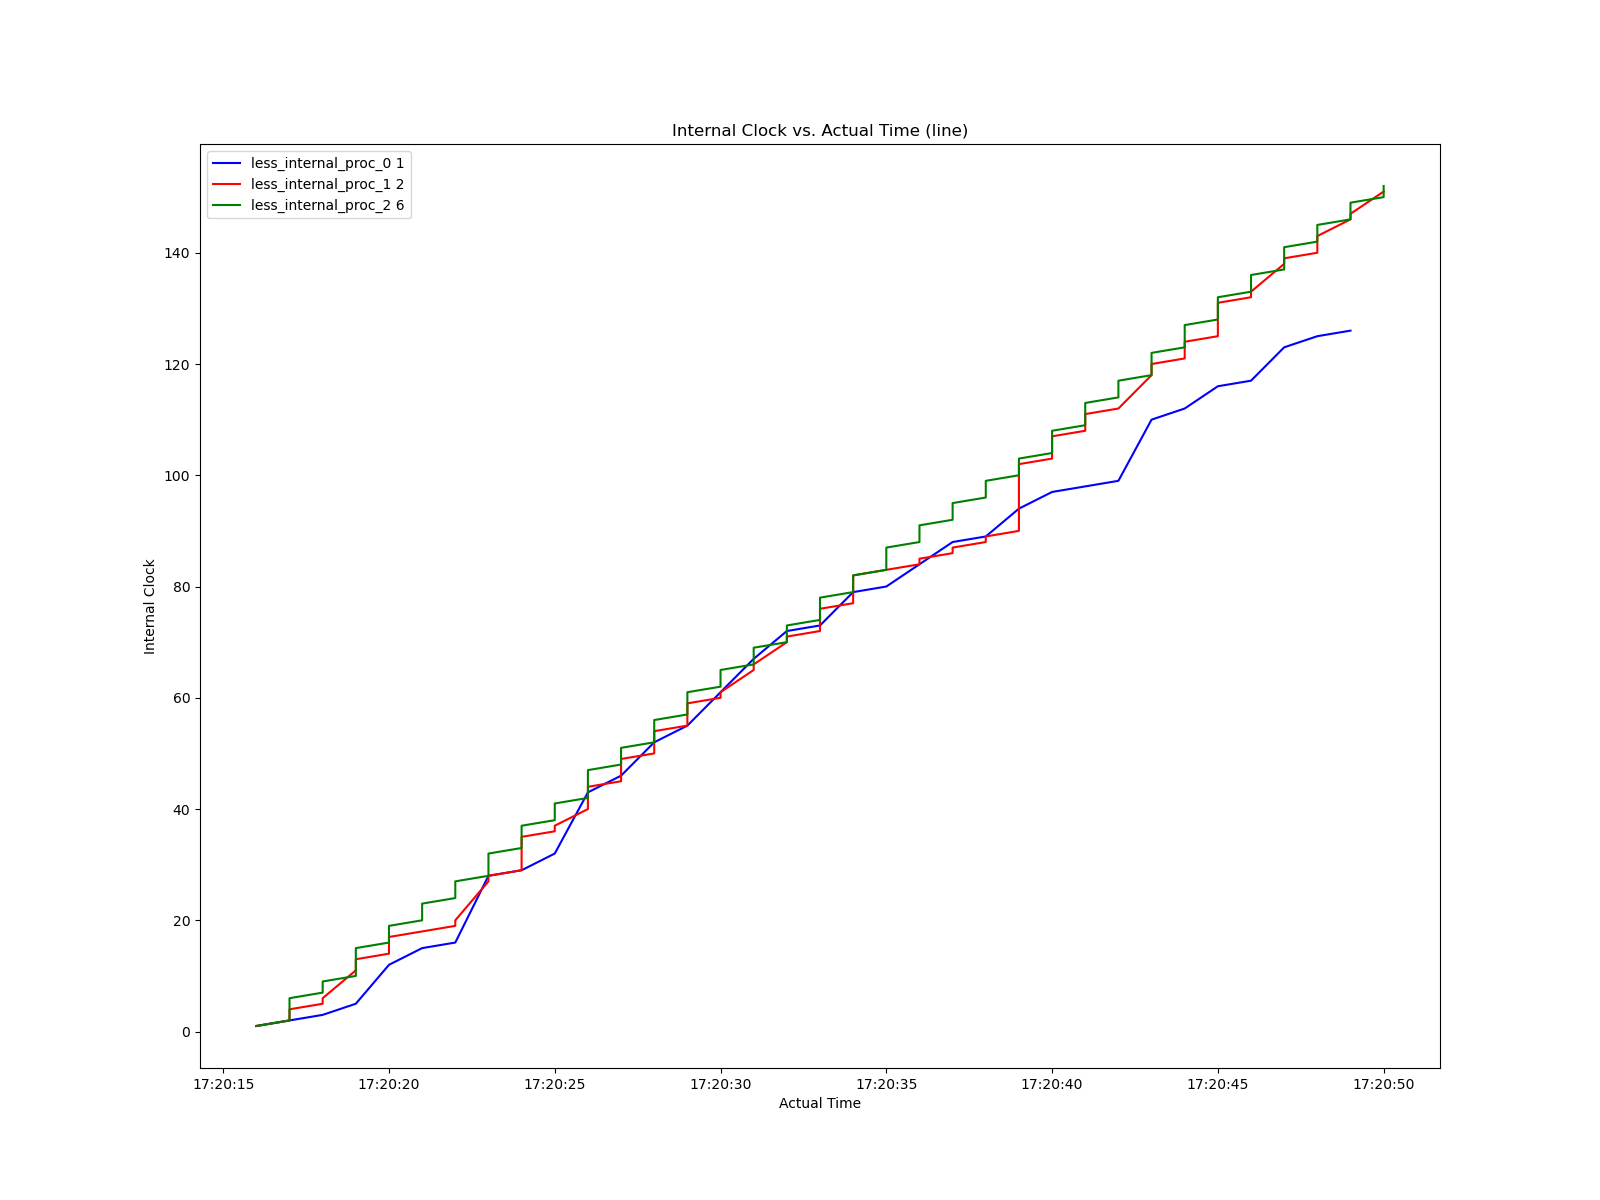 Internal Clock vs. Actual Time (line)
less_internal_proc_0 1
less_internal_proc_1 2
less_internal_proc_2 6
Internal Clock
140
120
100
80
60
40
20
0
17:20:15 17:20:20 17:20:25 17:20:30 17:20:35 17:20:40 17:20:45 17:20:50
Actual Time